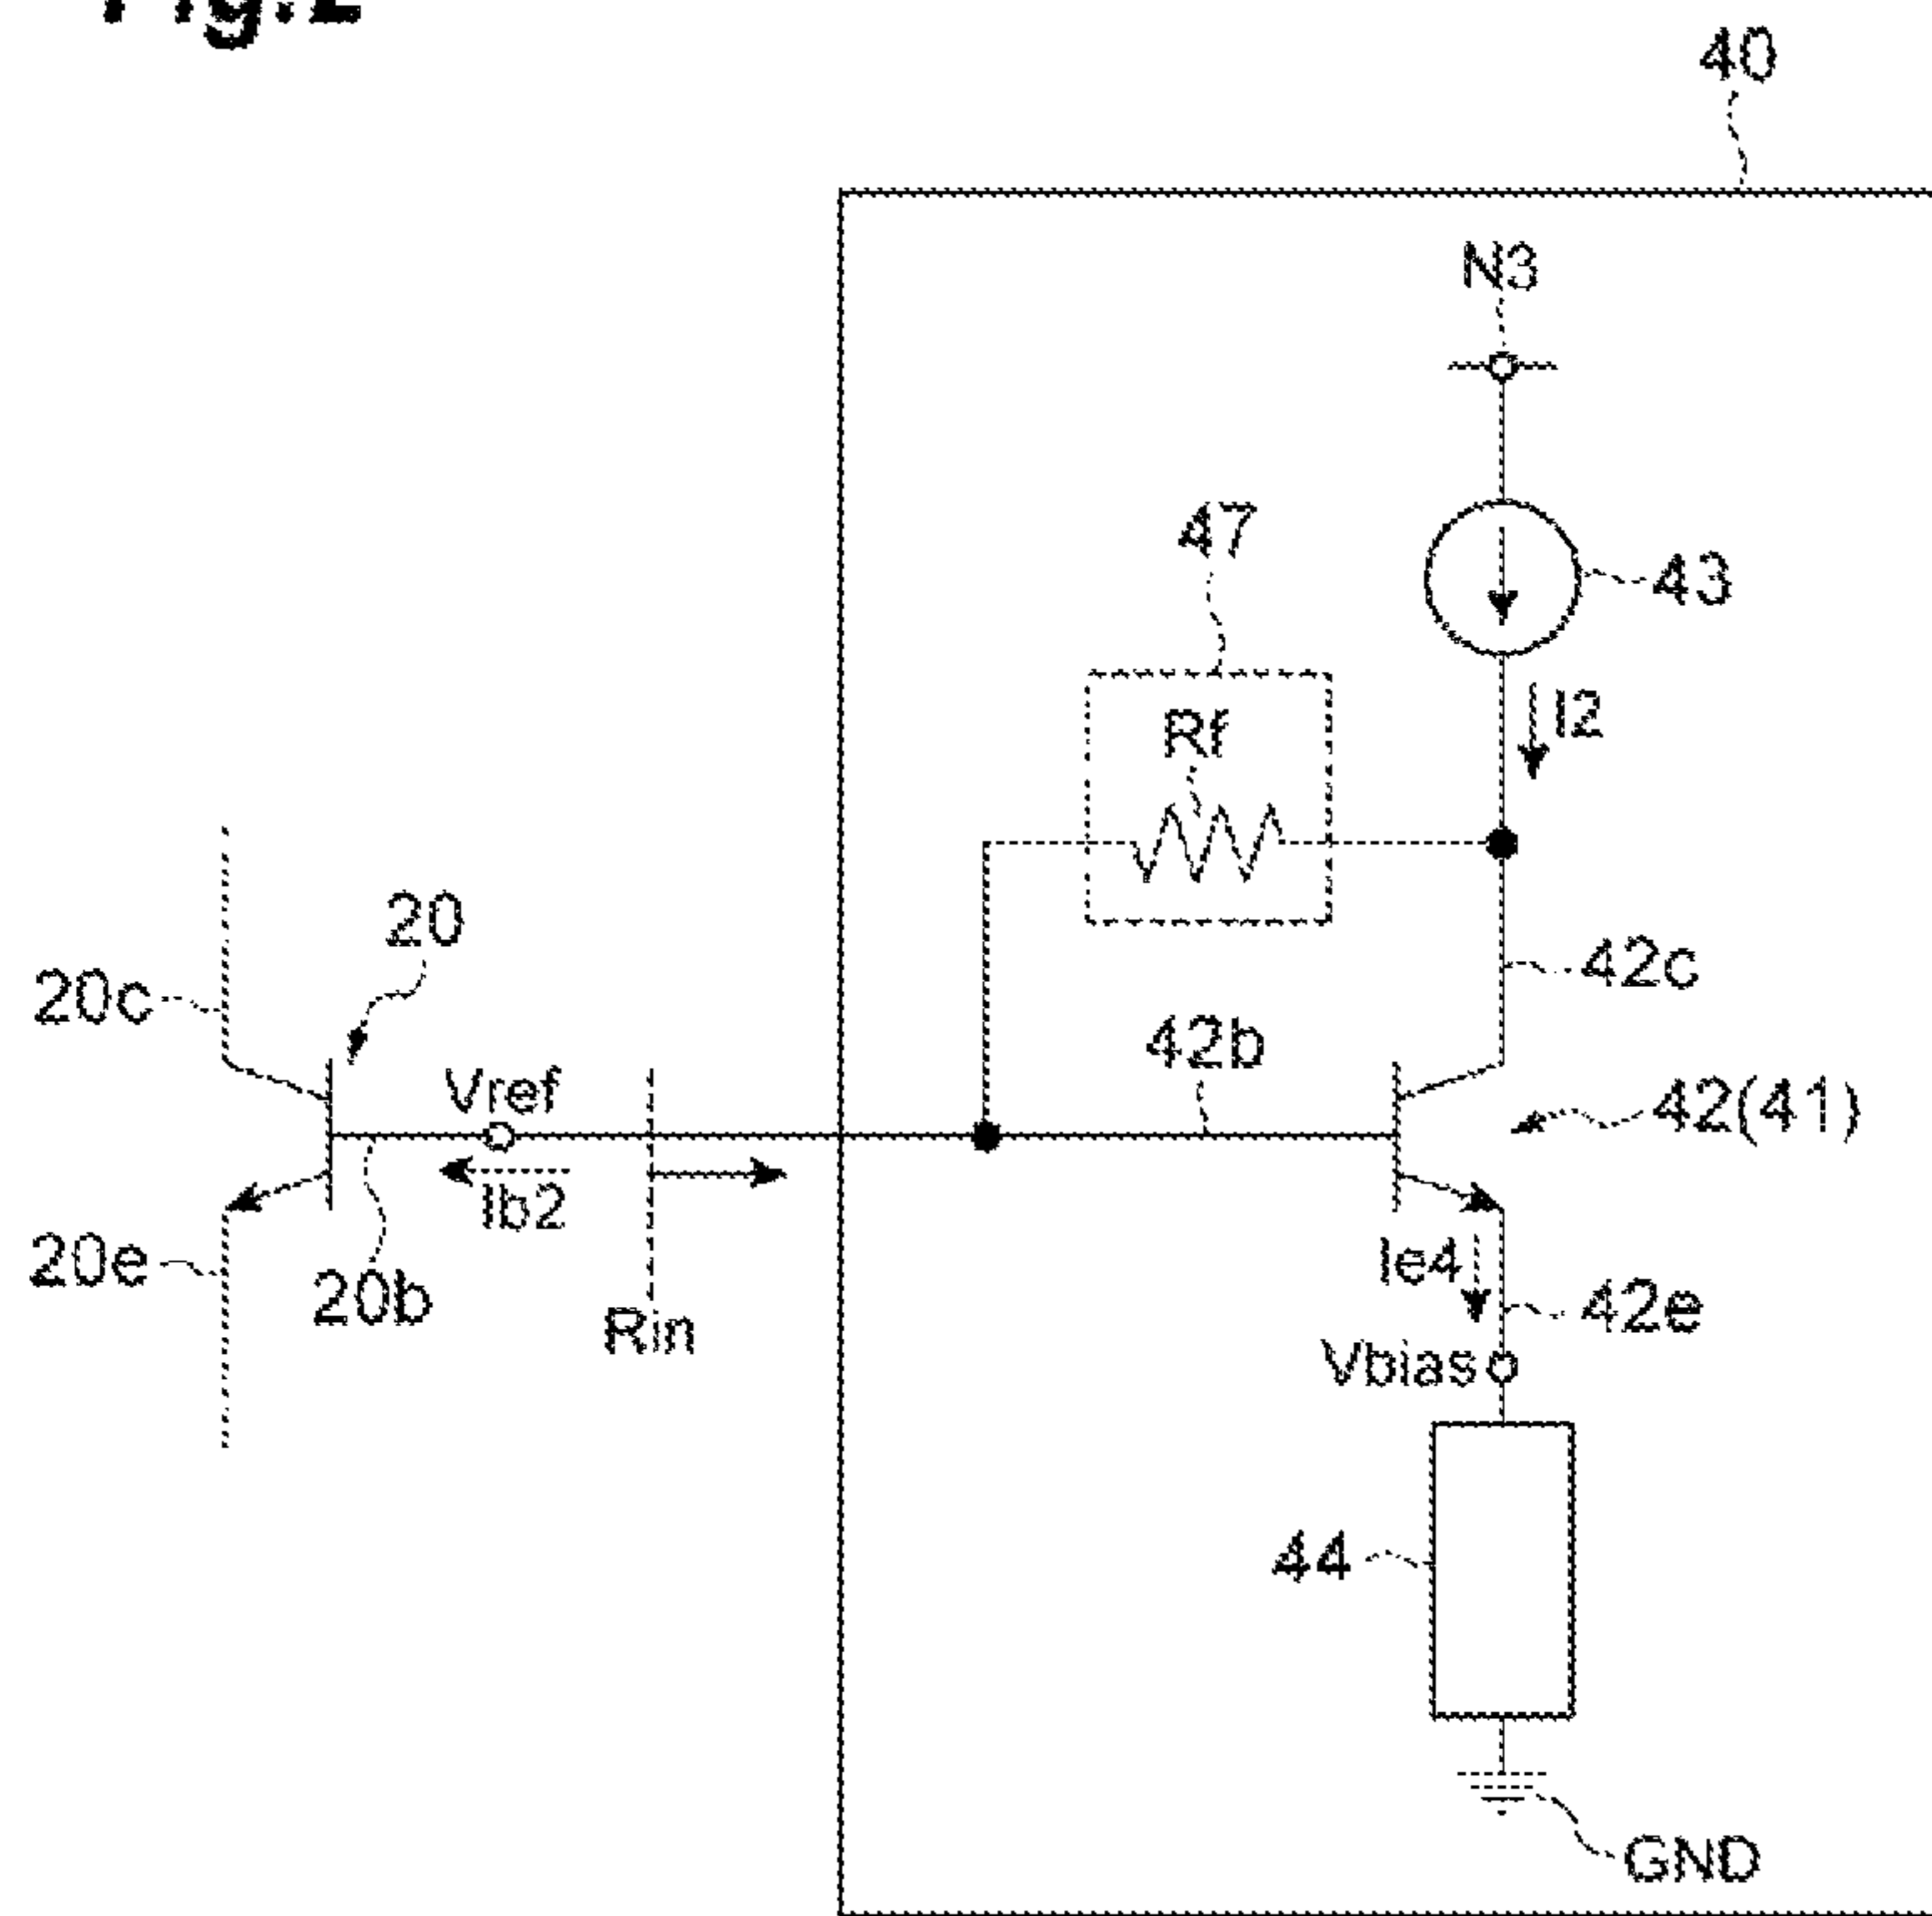 Fig.2
40
N3
47
43
I2
Rf
20
42c
20c
42b
Vref
42(41)
Ib2
Ie4
20e
20b
42e
Rin
Vbias
44
GND